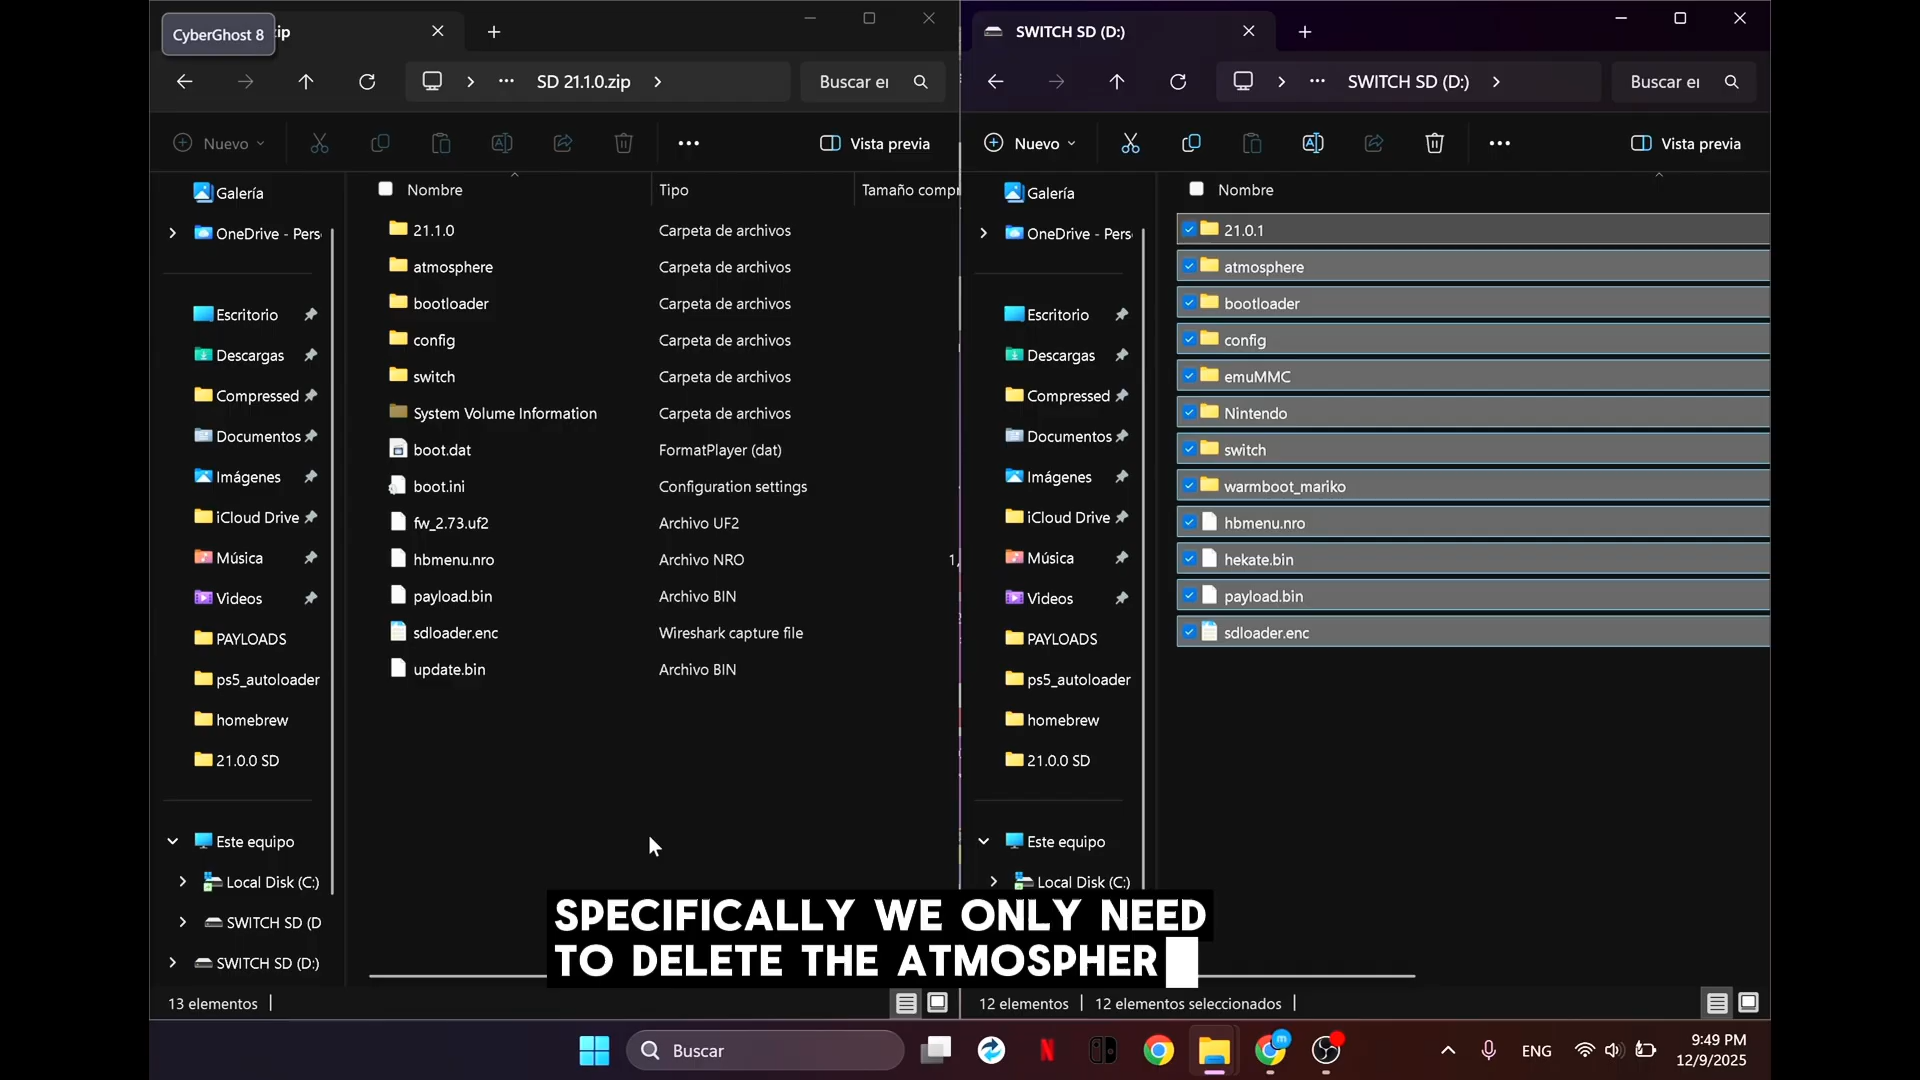 CyberGhost 8
ip
SD 21.1.0.zip
Buscar er
Nuevo
Vista previa
Galería
OneDrive - Pers
Escritorio
Descargas
Compressed
Documentos
Imágenes
iCloud Drive
Música
Videos
PAYLOADS
ps5_autoloader
homebrew
21.0.0 SD
Este equipo
Local Disk (C:)
SWITCH SD (D
SWITCH SD (D:)
Nombre Tipo Tamaño compr
21.1.0 Carpeta de archivos
atmosphere Carpeta de archivos
bootloader Carpeta de archivos
config Carpeta de archivos
switch Carpeta de archivos
System Volume Information Carpeta de archivos
boot.dat FormatPlayer (dat)
boot.ini Configuration settings
fw_2.73.uf2 Archivo UF2
hbmenu.nro Archivo NRO 1,
payload.bin Archivo BIN
sdloader.enc Wireshark capture file
update.bin Archivo BIN
13 elementos
SWITCH SD (D:)
SWITCH SD (D:)
Buscar er
Nuevo
Vista previa
Galería
OneDrive - Pers
Escritorio
Descargas
Compressed
Documentos
Imágenes
iCloud Drive
Música
Videos
PAYLOADS
ps5_autoloader
homebrew
21.0.0 SD
Este equipo
Local Disk (C:)
Nombre
21.0.1
atmosphere
bootloader
config
emuMMC
Nintendo
switch
warmboot_mariko
hbmenu.nro
hekate.bin
payload.bin
sdloader.enc
12 elementos
12 elementos seleccionados
SPECIFICALLY WE ONLY NEED
TO DELETE THE ATMOSPHER
Buscar
N
m
ENG
9:49 PM
12/9/2025